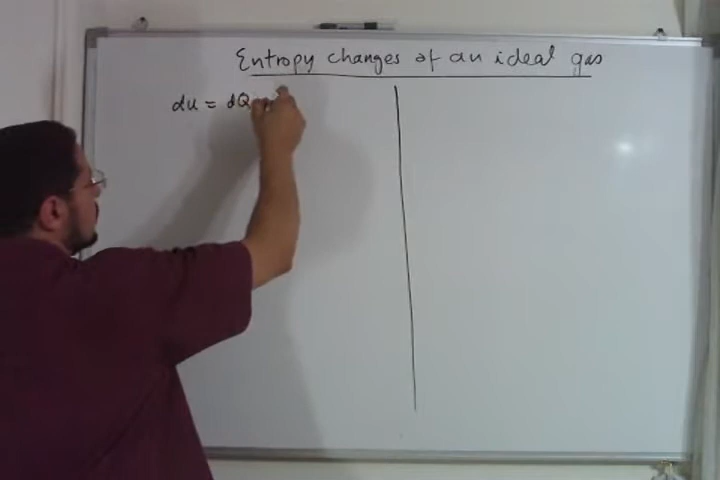 Entropy changes of an ideal gas
du = dQ